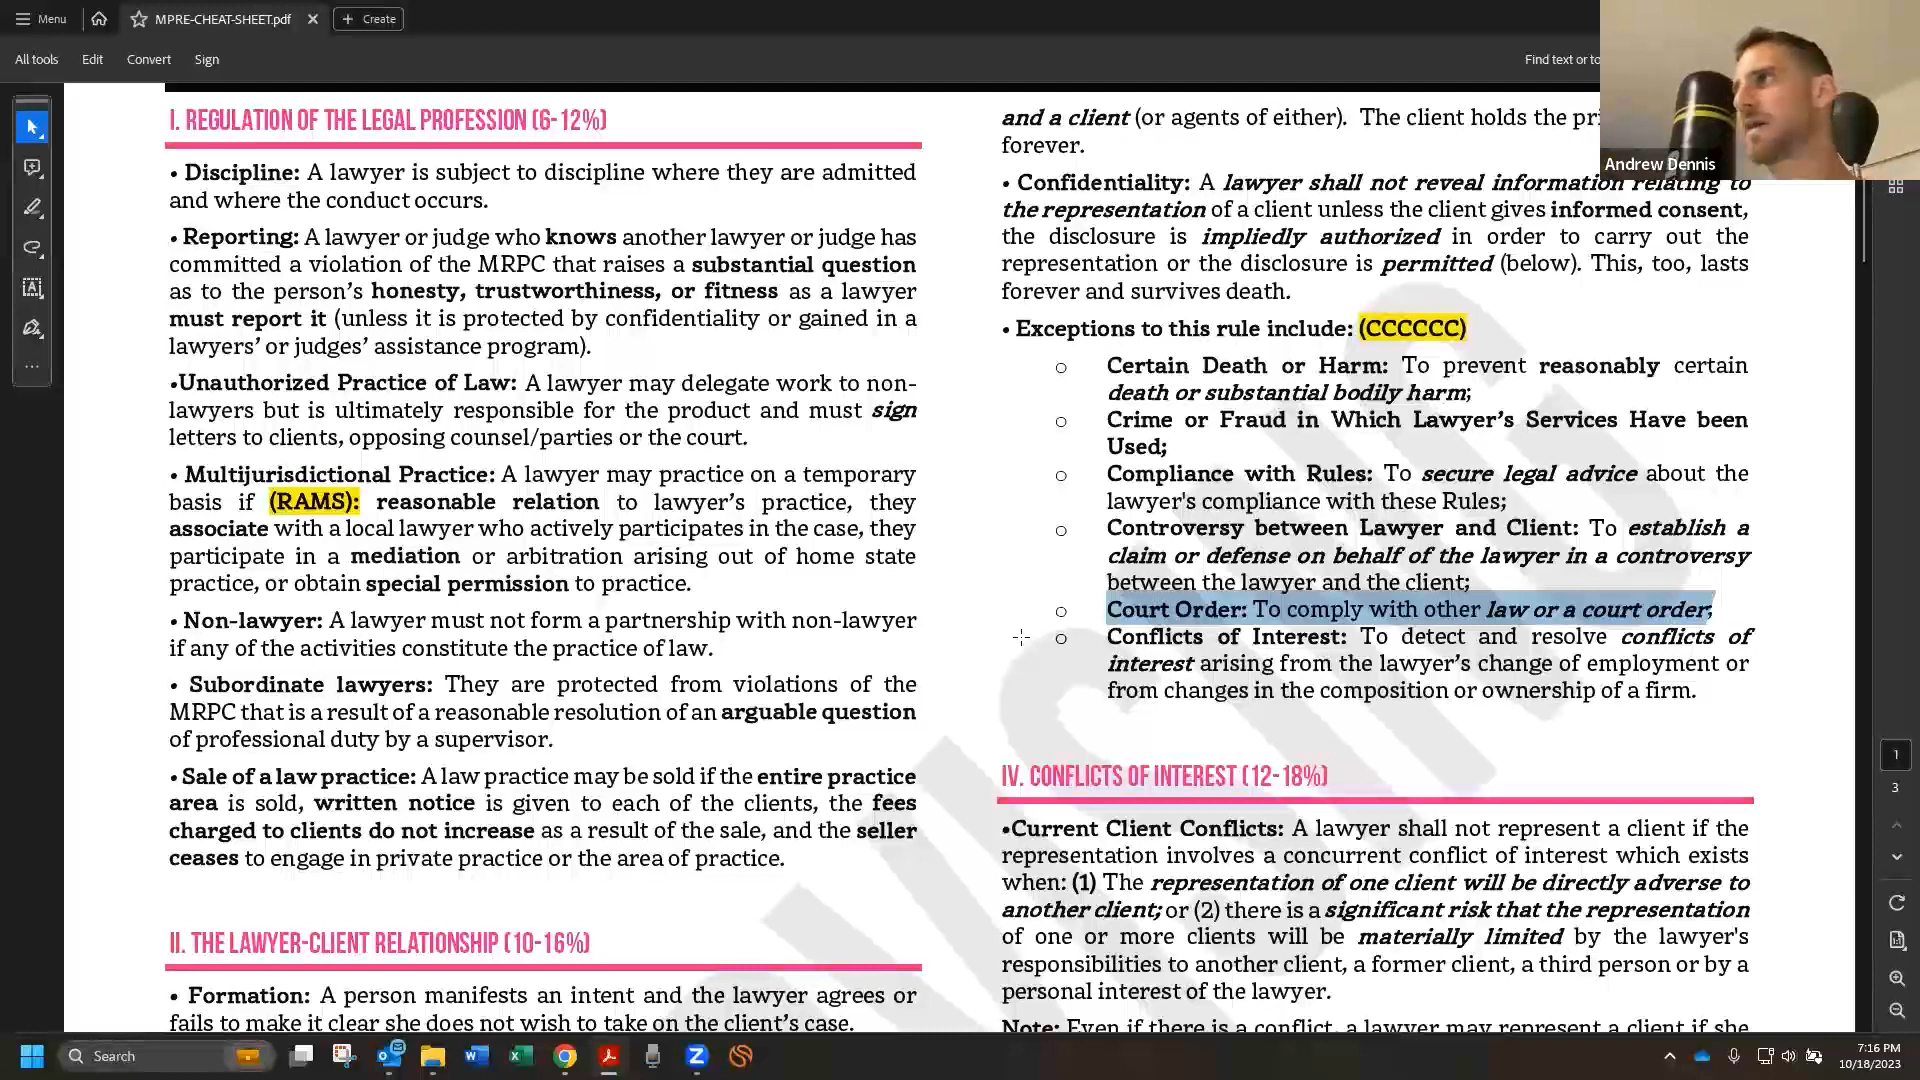 Menu
MPRE-CHEAT-SHEET.pdf
Create
All tools
Edit
Convert
Sign
Find text or to
Andrew Dennis
I. REGULATION OF THE LEGAL PROFESSION (6-12%)
• Discipline: A lawyer is subject to discipline where they are admitted
and where the conduct occurs.
• Reporting: A lawyer or judge who knows another lawyer or judge has
committed a violation of the MRPC that raises a substantial question
as to the person's honesty, trustworthiness, or fitness as a lawyer
must report it (unless it is protected by confidentiality or gained in a
lawyers' or judges' assistance program).
•Unauthorized Practice of Law: A lawyer may delegate work to non-
lawyers but is ultimately responsible for the product and must sign
letters to clients, opposing counsel/parties or the court.
• Multijurisdictional Practice: A lawyer may practice on a temporary
basis if (RAMS): reasonable relation to lawyer's practice, they
associate with a local lawyer who actively participates in the case, they
participate in a mediation or arbitration arising out of home state
practice, or obtain special permission to practice.
• Non-lawyer: A lawyer must not form a partnership with non-lawyer
if any of the activities constitute the practice of law.
• Subordinate lawyers: They are protected from violations of the
MRPC that is a result of a reasonable resolution of an arguable question
of professional duty by a supervisor.
• Sale of a law practice: A law practice may be sold if the entire practice
area is sold, written notice is given to each of the clients, the fees
charged to clients do not increase as a result of the sale, and the seller
ceases to engage in private practice or the area of practice.
II. THE LAWYER-CLIENT RELATIONSHIP (10-16%)
• Formation: A person manifests an intent and the lawyer agrees or
fails to make it clear she does not wish to take on the client's case.
and a client (or agents of either). The client holds the pri
forever.
• Confidentiality: A lawyer shall not reveal information relating to
the representation of a client unless the client gives informed consent,
the disclosure is impliedly authorized in order to carry out the
representation or the disclosure is permitted (below). This, too, lasts
forever and survives death.
• Exceptions to this rule include: (CCCCCC)
o Certain Death or Harm: To prevent reasonably certain
death or substantial bodily harm;
o Crime or Fraud in Which Lawyer's Services Have been
Used;
o Compliance with Rules: To secure legal advice about the
lawyer's compliance with these Rules;
o Controversy between Lawyer and Client: To establish a
claim or defense on behalf of the lawyer in a controversy
between the lawyer and the client;
o Court Order: To comply with other law or a court order;
o Conflicts of Interest: To detect and resolve conflicts of
interest arising from the lawyer's change of employment or
from changes in the composition or ownership of a firm.
IV. CONFLICTS OF INTEREST (12-18%)
•Current Client Conflicts: A lawyer shall not represent a client if the
representation involves a concurrent conflict of interest which exists
when: (1) The representation of one client will be directly adverse to
another client; or (2) there is a significant risk that the representation
of one or more clients will be materially limited by the lawyer's
responsibilities to another client, a former client, a third person or by a
personal interest of the lawyer.
Note: Even if there is a conflict, a lawyer may represent a client if she
1
3
Search
7:16 PM
10/18/2023